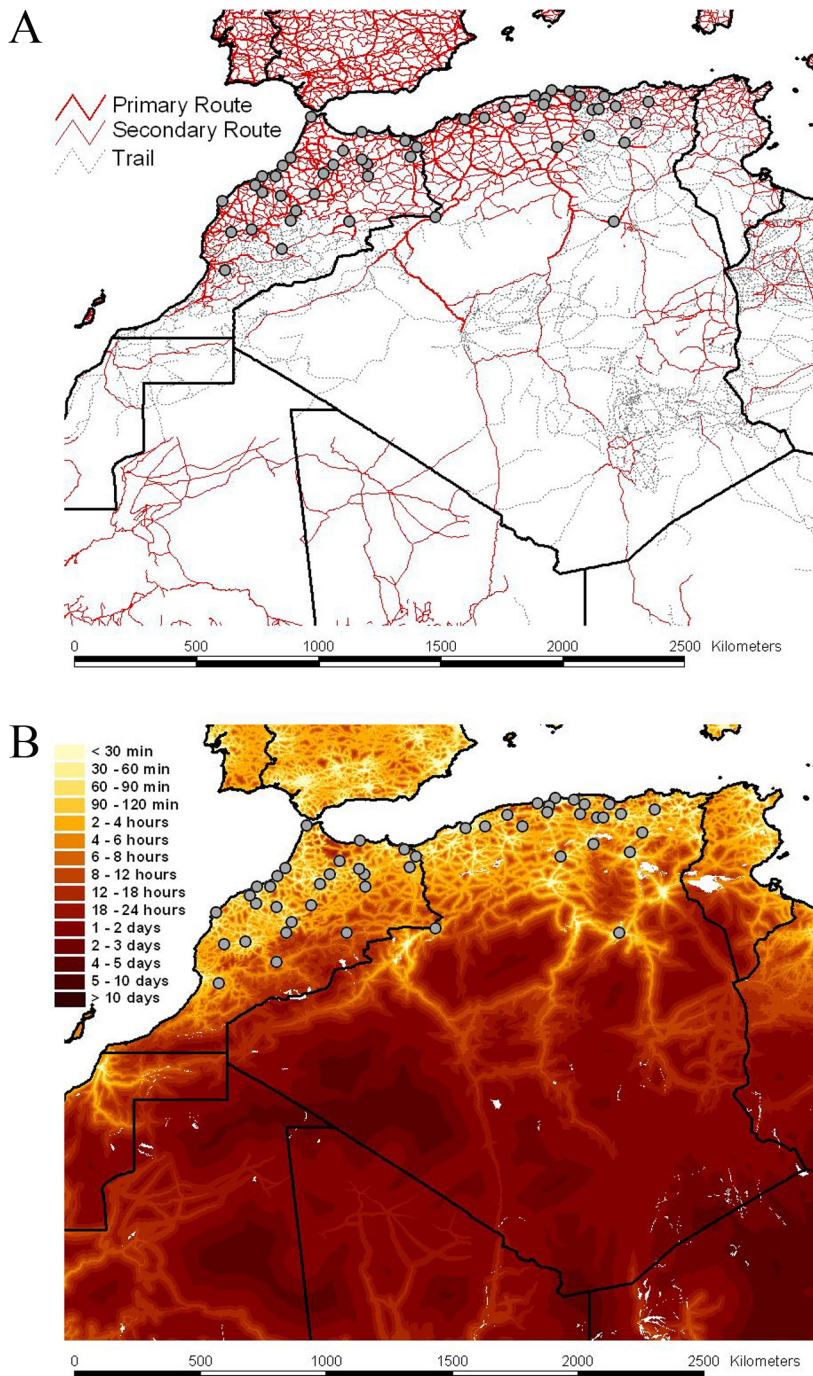 A
Primary Route
Secondary Route
Trail
0 500 1000 1500 2000 2500 Kilometers
B
< 30 min
30 - 60 min
60 - 90 min
90 - 120 min
2 - 4 hours
4 - 6 hours
6 - 8 hours
8 - 12 hours
12 - 18 hours
18 - 24 hours
1 - 2 days
2 - 3 days
4 - 5 days
5 - 10 days
> 10 days
0 500 1000 1500 2000 2500 Kilometers